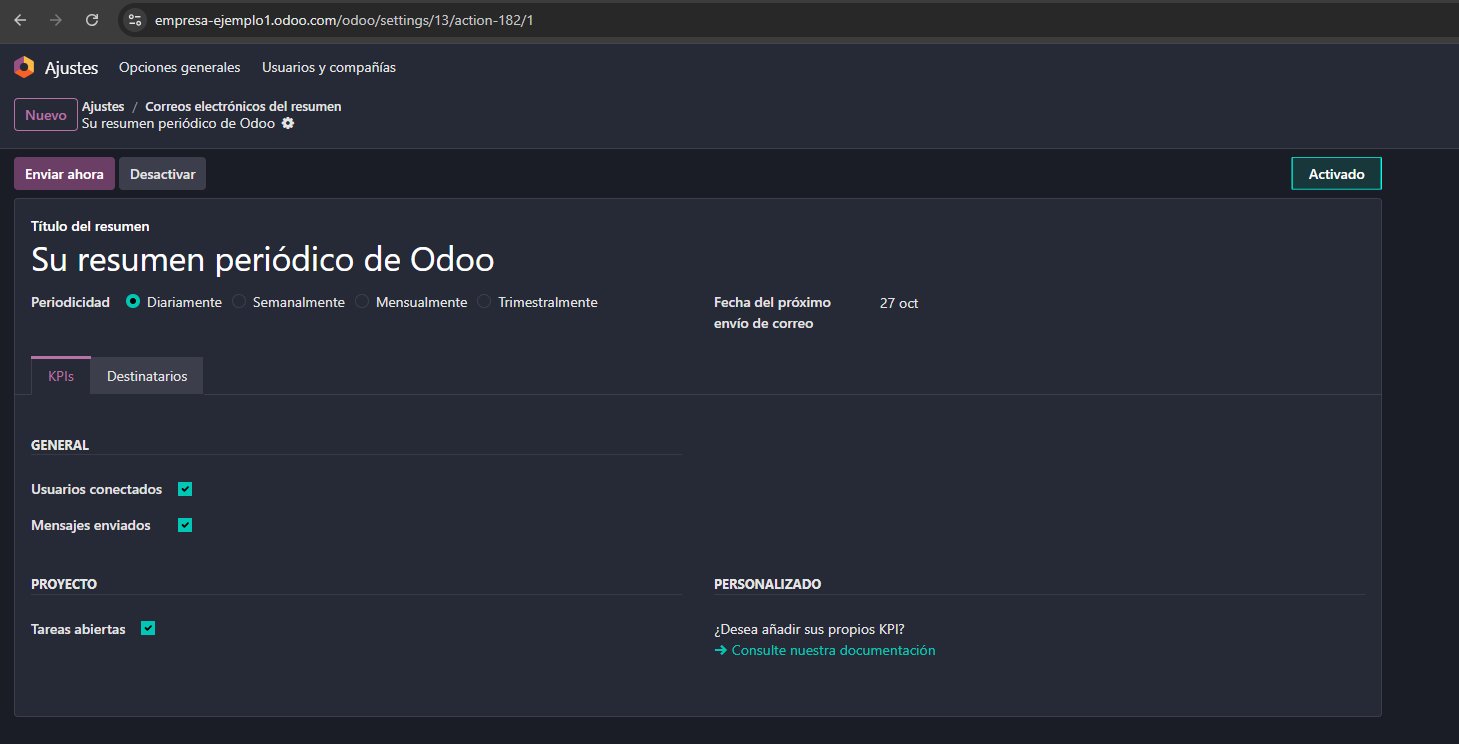 empresa-ejemplo1.odoo.com/odoo/settings/13/action-182/1
Ajustes Opciones generales Usuarios y compañías
Nuevo
Ajustes / Correos electrónicos del resumen
Su resumen periódico de Odoo
Enviar ahora Desactivar Activado
Título del resumen
Su resumen periódico de Odoo
Periodicidad Diariamente Semanalmente Mensualmente Trimestralmente
Fecha del próximo envío de correo 27 oct
KPIs Destinatarios
GENERAL
Usuarios conectados
Mensajes enviados
PROYECTO
Tareas abiertas
PERSONALIZADO
¿Desea añadir sus propios KPI?
→ Consulte nuestra documentación